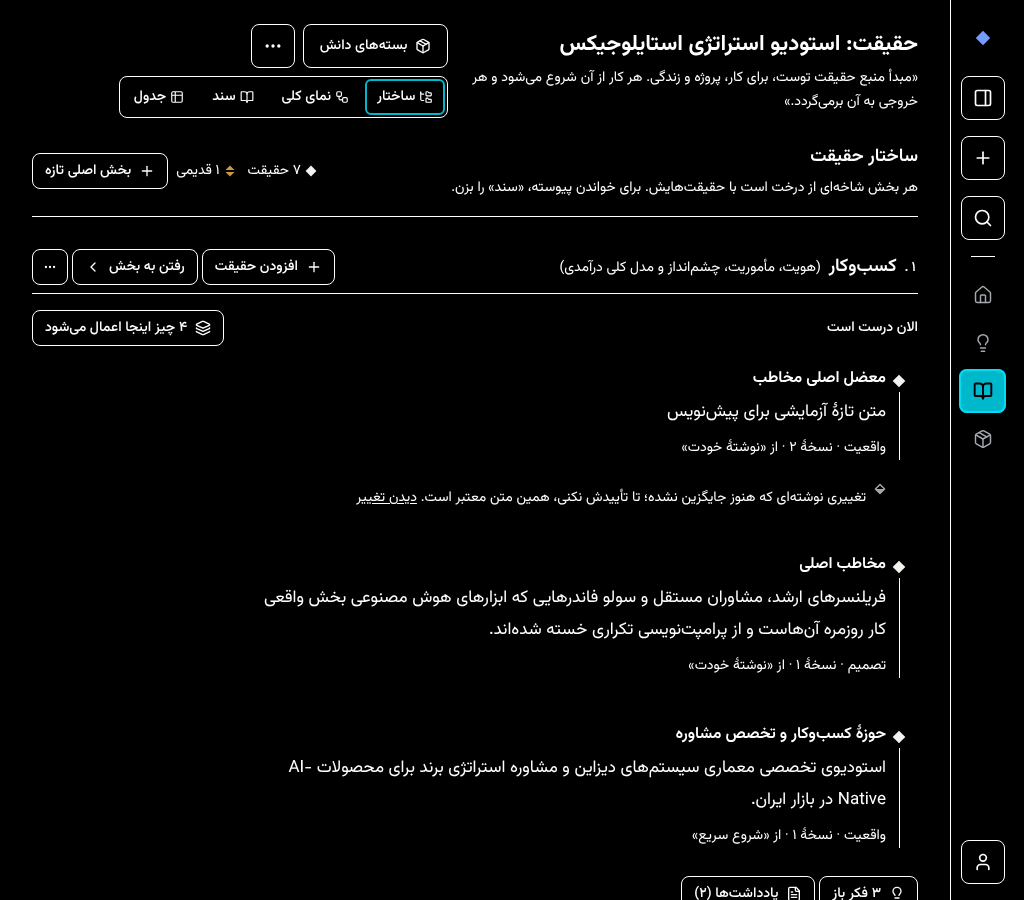 حقیقت: استودیو استراتژی استایلوجیکس
«مبدأ منبع حقیقت توست، برای کار، پروژه و زندگی. هر کار از آن شروع می‌شود و هر
خروجی به آن برمی‌گردد.»
بسته‌های دانش
ساختار
نمای کلی
سند
جدول
ساختار حقیقت
هر بخش شاخه‌ای از درخت است با حقیقت‌هایش. برای خواندن پیوسته، «سند» را بزن.
۷ حقیقت
۱ قدیمی
بخش اصلی تازه
۱. کسب‌وکار (هویت، مأموریت، چشم‌انداز و مدل کلی درآمدی)
افزودن حقیقت
رفتن به بخش
الان درست است
۴ چیز اینجا اعمال می‌شود
معضل اصلی مخاطب
متن تازهٔ آزمایشی برای پیش‌نویس
واقعیت · نسخهٔ ۲ · از «نوشتهٔ خودت»
تغییری نوشته‌ای که هنوز جایگزین نشده؛ تا تأییدش نکنی، همین متن معتبر است. دیدن تغییر
مخاطب اصلی
فریلنسرهای ارشد، مشاوران مستقل و سولو فاندرهایی که ابزارهای هوش مصنوعی بخش واقعی
کار روزمره آن‌هاست و از پرامپت‌نویسی تکراری خسته شده‌اند.
تصمیم · نسخهٔ ۱ · از «نوشتهٔ خودت»
حوزهٔ کسب‌وکار و تخصص مشاوره
استودیوی تخصصی معماری سیستم‌های دیزاین و مشاوره استراتژی برند برای محصولات AI-
Native در بازار ایران.
واقعیت · نسخهٔ ۱ · از «شروع سریع»
۳ فکر باز
یادداشت‌ها (۲)